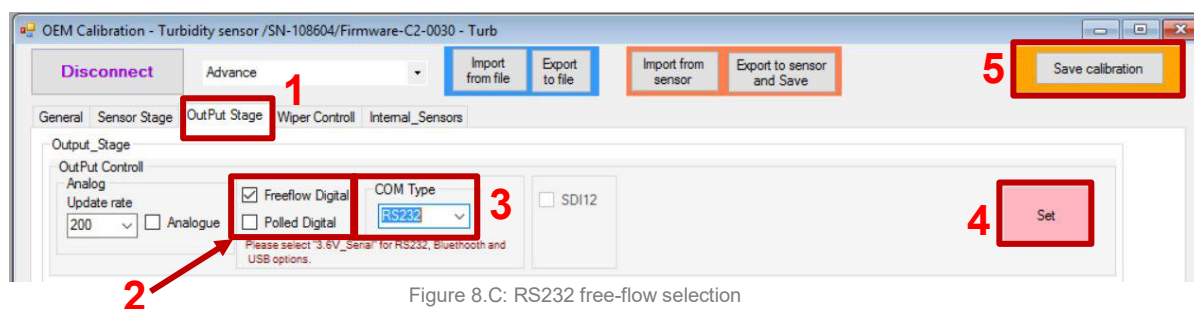 OEM Calibration - Turbidity sensor /SN-108604/Firmware-C2-0030 - Turb
Disconnect
Advance
Import from file
Export to file
Import from sensor
Export to sensor and Save
5
Save calibration
1
General Sensor Stage OutPut Stage Wiper Controll Internal_Sensors
Output_Stage
OutPut Controll
Analog
Update rate
200
Analogue
Freeflow Digital
Polled Digital
COM Type
RS232
3
SDI12
4
Set
Please select "3.6V_Serial" for RS232, Bluethooth and
USB options.
2
Figure 8.C: RS232 free-flow selection